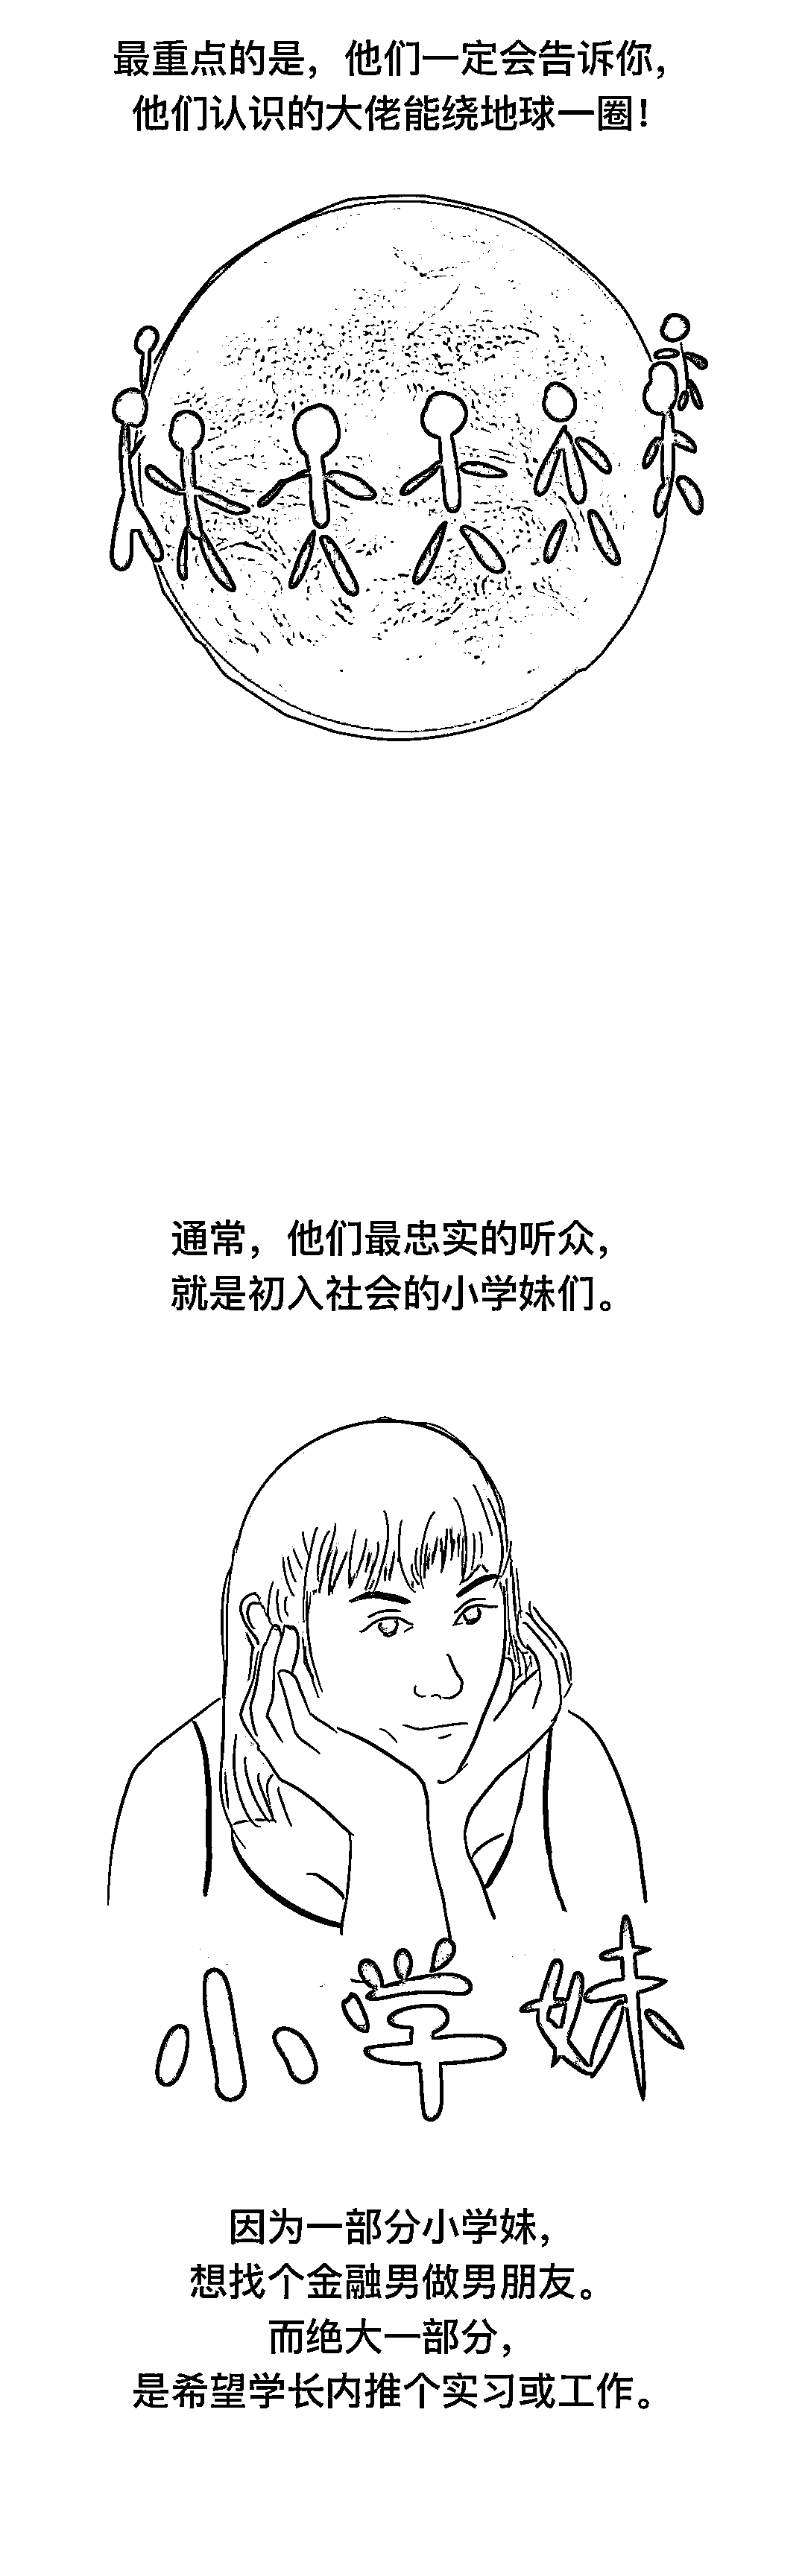 最重点的是，他们一定会告诉你，
他们认识的大佬能绕地球一圈！
通常，他们最忠实的听众，
就是初入社会的小学妹们。
小学妹
因为一部分小学妹，
想找个金融男做男朋友。
而绝大一部分，
是希望学长内推个实习或工作。